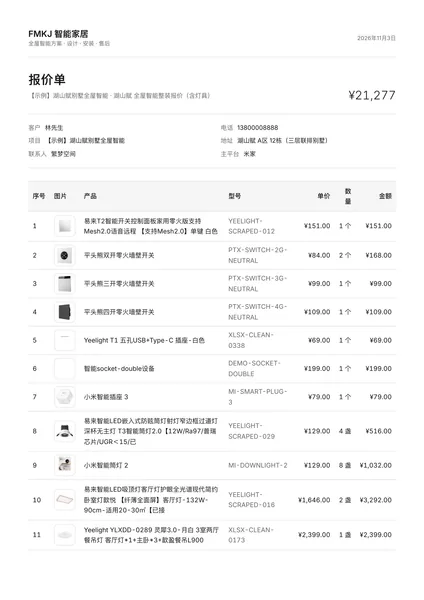 FMKJ 智能家居
全屋智能方案 · 设计 · 安装 · 售后
2026年11月3日
报价单
【示例】湖山赋别墅全屋智能 · 湖山赋 全屋智能整装报价（含灯具）
¥21,277
客户 林先生
电话 13800008888
项目 【示例】湖山赋别墅全屋智能
地址 湖山赋 A区 12栋（三层联排别墅）
联系人 繁梦空间
主平台 米家
序号 图片 产品 型号 单价 数量 金额
1 易来T2智能开关控制面板家用零火版支持
Mesh2.0语音远程 【支持Mesh2.0】单键 白色
YEELIGHT-
SCRAPED-012
¥151.00 1 个 ¥151.00
2 平头熊双开零火墙壁开关
PTX-SWITCH-2G-
NEUTRAL
¥84.00 2 个 ¥168.00
3 平头熊三开零火墙壁开关
PTX-SWITCH-3G-
NEUTRAL
¥99.00 1 个 ¥99.00
4 平头熊四开零火墙壁开关
PTX-SWITCH-4G-
NEUTRAL
¥109.00 1 个 ¥109.00
5 Yeelight T1 五孔USB+Type-C 插座-白色
XLSX-CLEAN-
0338
¥69.00 1 个 ¥69.00
6 智能socket-double设备
DEMO-SOCKET-
DOUBLE
¥199.00 1 个 ¥199.00
7 小米智能插座 3
MI-SMART-PLUG-
3
¥79.00 1 个 ¥79.00
8 易来智能LED嵌入式防眩筒灯射灯窄边框过道灯
深杯无主灯 T3智能筒灯2.0【12W/Ra97/普瑞
芯片/UGR＜15/已
YEELIGHT-
SCRAPED-029
¥129.00 4 盏 ¥516.00
9 小米智能筒灯 2
MI-DOWNLIGHT-2
¥129.00 8 盏 ¥1,032.00
10 易来智能LED吸顶灯客厅灯护眼全光谱现代简约
卧室灯歆悦 【纤薄全面屏】客厅灯-132W-
90cm-适用20-30㎡【已接
YEELIGHT-
SCRAPED-016
¥1,646.00 2 盏 ¥3,292.00
11 Yeelight YLXDD-0289 灵犀3.0-月白 3室两厅
餐吊灯 客厅灯*1+主卧*3+歆盈餐吊L900
XLSX-CLEAN-
0173
¥2,399.00 1 盏 ¥2,399.00